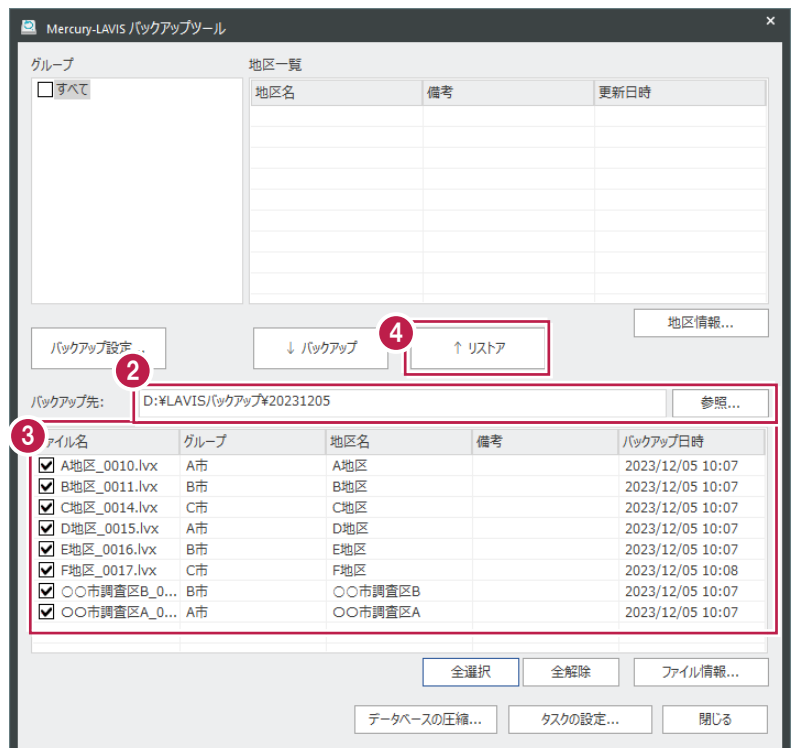 Mercury-LAVIS バックアップツール ×
グループ 地区一覧
すべて 地区名 備考 更新日時
地区情報...
4
バックアップ設定... ↓ バックアップ ↑ リストア
2
バックアップ先: D:¥LAVISバックアップ¥20231205 参照...
3
ファイル名 グループ 地区名 備考 バックアップ日時
A地区_0010.lvx A市 A地区 2023/12/05 10:07
B地区_0011.lvx B市 B地区 2023/12/05 10:07
C地区_0014.lvx C市 C地区 2023/12/05 10:07
D地区_0015.lvx A市 D地区 2023/12/05 10:07
E地区_0016.lvx B市 E地区 2023/12/05 10:07
F地区_0017.lvx C市 F地区 2023/12/05 10:08
○○市調査区B_0... B市 ○○市調査区B 2023/12/05 10:07
○○市調査区A_0... A市 ○○市調査区A 2023/12/05 10:07
全選択 全解除 ファイル情報...
データベースの圧縮... タスクの設定... 閉じる